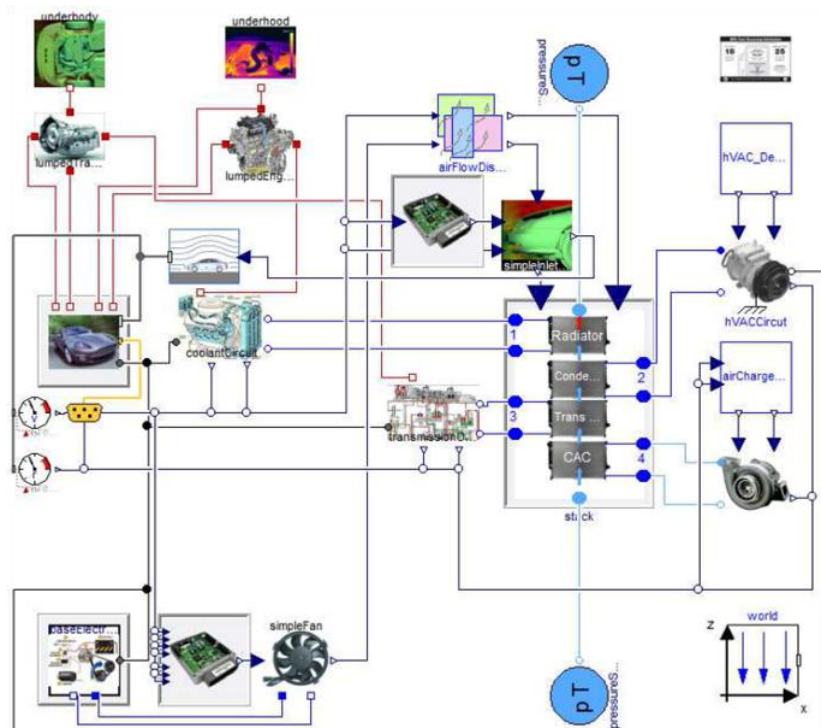 underbody
underhood
pressureS...
pT
lumpedTra...
lumpedEng...
airFlowDis...
hVAC_De...
simpleInlet
hVACCircut
coolantCircuit
1
Radiator
2
Conde...
airCharge...
3
Trans ...
transmissionO...
4
CAC
V
stack
baseElectr...
simpleFan
world
z
x
pressureS...
pT